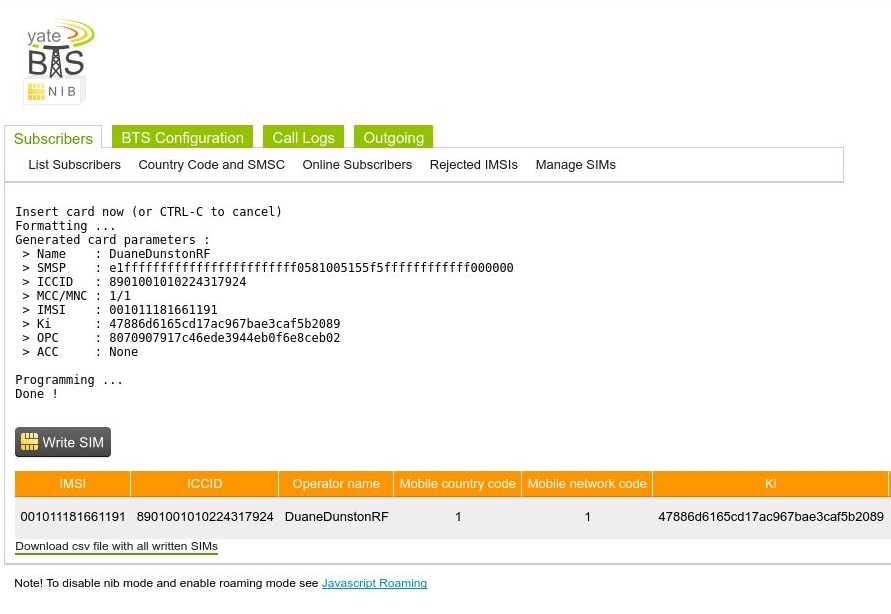 yate
BTS
NIB
Subscribers BTS Configuration Call Logs Outgoing
List Subscribers Country Code and SMSC Online Subscribers Rejected IMSIs Manage SIMs
Insert card now (or CTRL-C to cancel)
Formatting ...
Generated card parameters :
> Name : DuaneDunstonRF
> SMSP : e1ffffffffffffffffffffffff0581005155f5ffffffffffff000000
> ICCID : 8901001010224317924
> MCC/MNC : 1/1
> IMSI : 001011181661191
> Ki : 47886d6165cd17ac967bae3caf5b2089
> OPC : 8070907917c46ede3944eb0f6e8ceb02
> ACC : None
Programming ...
Done !
Write SIM
IMSI ICCID Operator name Mobile country code Mobile network code Ki
001011181661191 8901001010224317924 DuaneDunstonRF 1 1 47886d6165cd17ac967bae3caf5b2089
Download csv file with all written SIMs
Note! To disable nib mode and enable roaming mode see Javascript Roaming